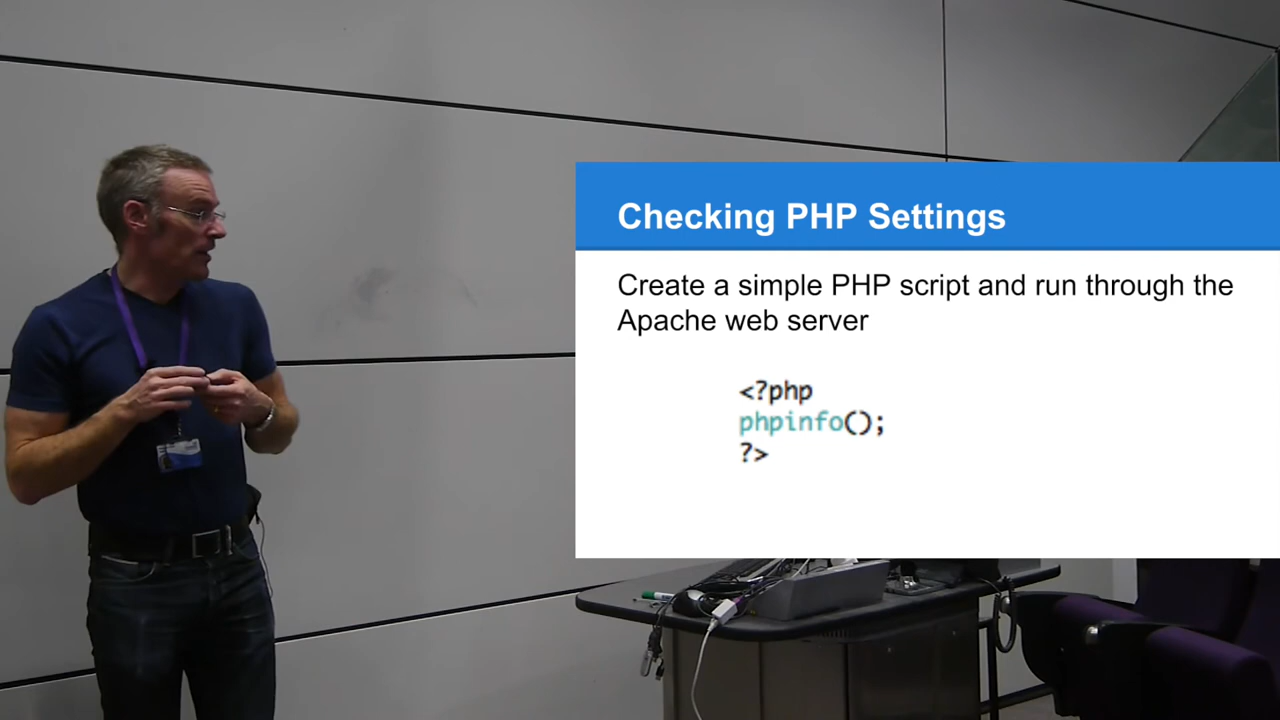 Checking PHP Settings
Create a simple PHP script and run through the
Apache web server
<?php
phpinfo();
?>